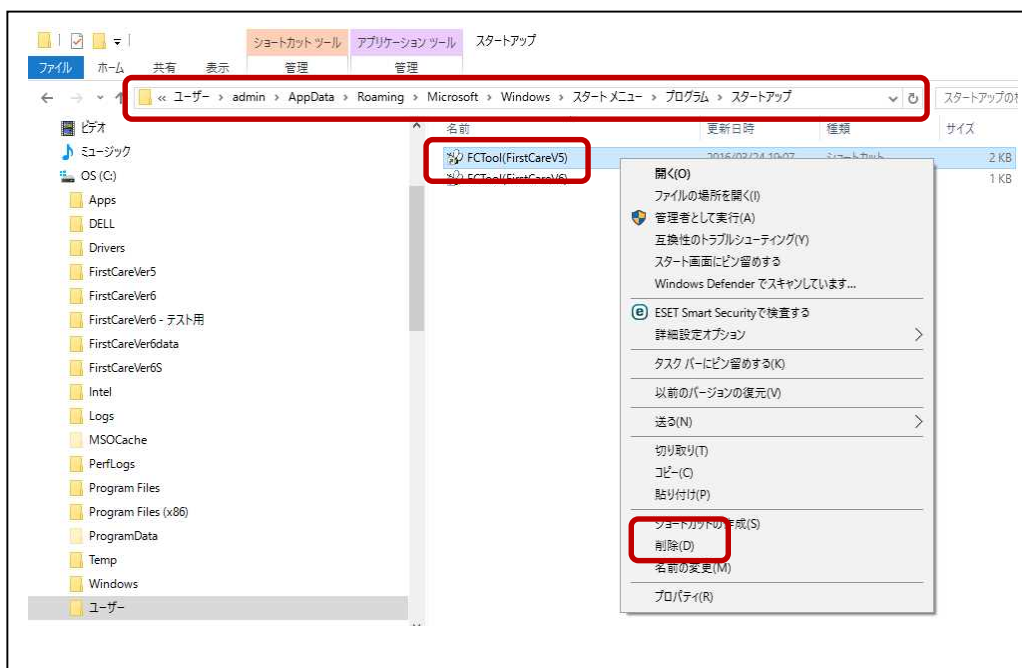 ショートカット ツール アプリケーション ツール スタートアップ
ファイル ホーム 共有 表示 管理 管理
« ユーザー › admin › AppData › Roaming › Microsoft › Windows › スタート メニュー › プログラム › スタートアップ スタートアップの
名前 更新日時 種類 サイズ
ビデオ
ミュージック
OS (C:)
Apps
DELL
Drivers
FirstCareVer5
FirstCareVer6
FirstCareVer6 - テスト用
FirstCareVer6data
FirstCareVer6S
Intel
Logs
MSOCache
PerfLogs
Program Files
Program Files (x86)
ProgramData
Temp
Windows
ユーザー
FCTool(FirstCareV5) 2016/03/24 19:07 ショートカット 2 KB
FCTool(FirstCareV6) 1 KB
開く(O)
ファイルの場所を開く(I)
管理者として実行(A)
互換性のトラブルシューティング(Y)
スタート画面にピン留めする
Windows Defender でスキャンしています...
ESET Smart Securityで検査する
詳細設定オプション
タスク バーにピン留めする(K)
以前のバージョンの復元(V)
送る(N)
切り取り(T)
コピー(C)
貼り付け(P)
ショートカットの作成(S)
削除(D)
名前の変更(M)
プロパティ(R)